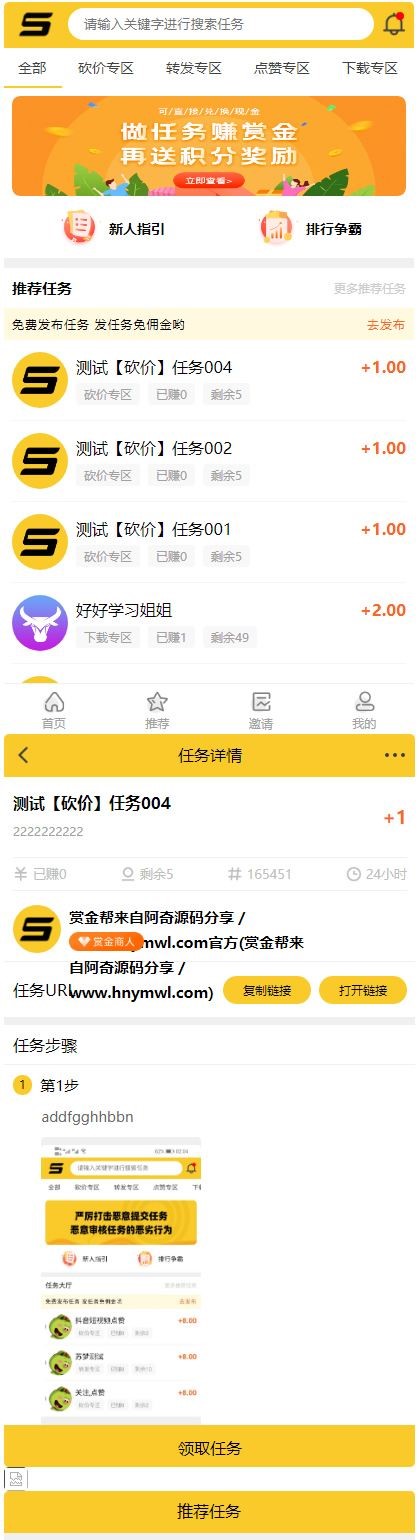 请输入关键字进行搜索任务
全部 砍价专区 转发专区 点赞专区 下载专区
可/直/接/兑/换/现/金
做任务赚赏金
再送积分奖励
立即查看>
新人指引 排行争霸
推荐任务 更多推荐任务
免费发布任务 发任务免佣金哟 去发布
测试【砍价】任务004 +1.00
砍价专区 已赚0 剩余5
测试【砍价】任务002 +1.00
砍价专区 已赚0 剩余5
测试【砍价】任务001 +1.00
砍价专区 已赚0 剩余5
好好学习姐姐 +2.00
下载专区 已赚1 剩余49
首页 推荐 邀请 我的
任务详情
测试【砍价】任务004
+1
2222222222
已赚0 剩余5 165451 24小时
赏金帮来自阿奇源码分享 /
赏金商人 ymwl.com官方(赏金帮来
自阿奇源码分享 /
任务URL www.hnymwl.com) 复制链接 打开链接
任务步骤
1 第1步
addfgghhbbn
62% 02:04
请输入关键字进行搜索任务
全部 砍价专区 转发专区 点赞专区
严厉打击恶意提交任务
恶意审核任务的恶劣行为
新人指引 排行争霸
任务大厅 更多推荐任务
免费发布任务 发任务免佣金哟 去发布
抖音短视频点赞 +8.00
砍价专区
苏梦测试 +8.00
转发专区
关注,点赞 +8.00
砍价专区
领取任务
推荐任务